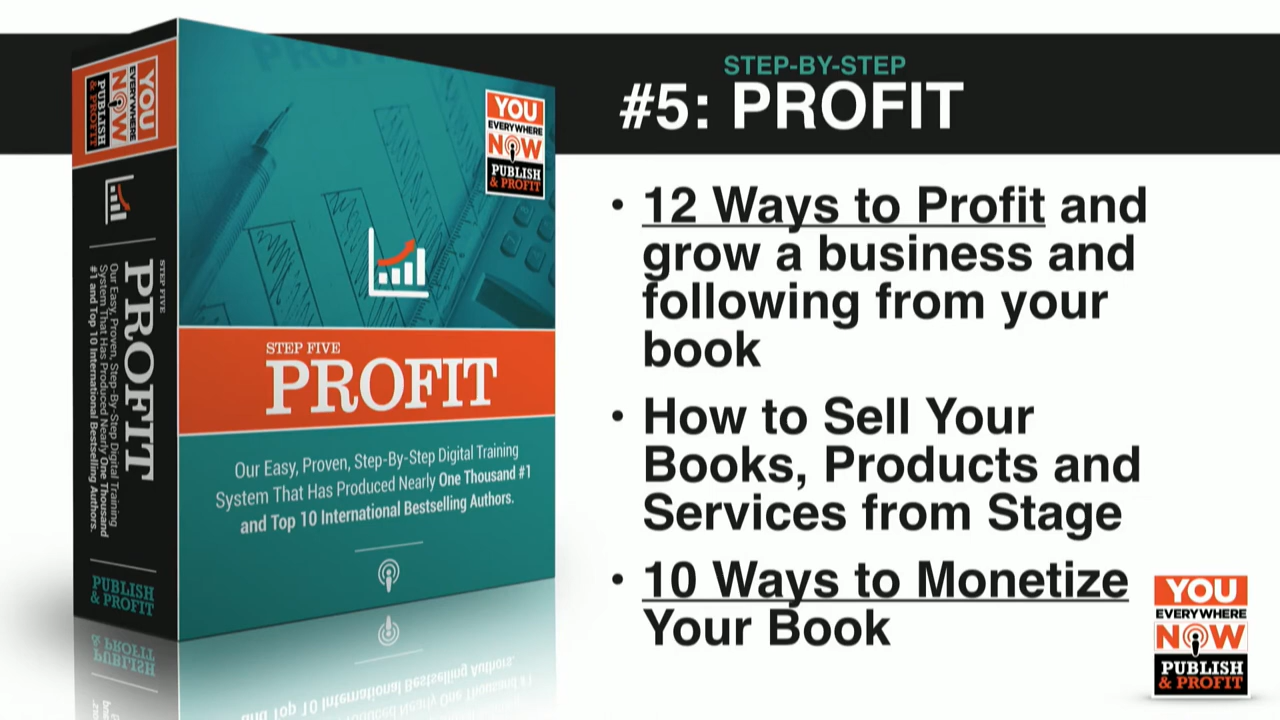 STEP-BY-STEP
#5: PROFIT
• 12 Ways to Profit and
grow a business and
following from your
book
• How to Sell Your
Books, Products and
Services from Stage
• 10 Ways to Monetize
Your Book
YOU
EVERYWHERE
NOW
PUBLISH
& PROFIT
STEP FIVE
PROFIT
Our Easy, Proven, Step-By-Step Digital Training
System That Has Produced Nearly One Thousand #1
and Top 10 International Bestselling Authors.
YOU
EVERYWHERE
NOW
PUBLISH
& PROFIT
STEP FIVE
PROFIT
Our Easy, Proven, Step-By-Step Digital Training
System That Has Produced Nearly One Thousand
#1 and Top 10 International Bestselling Authors.
PUBLISH
& PROFIT
YOU
EVERYWHERE
NOW
PUBLISH
& PROFIT